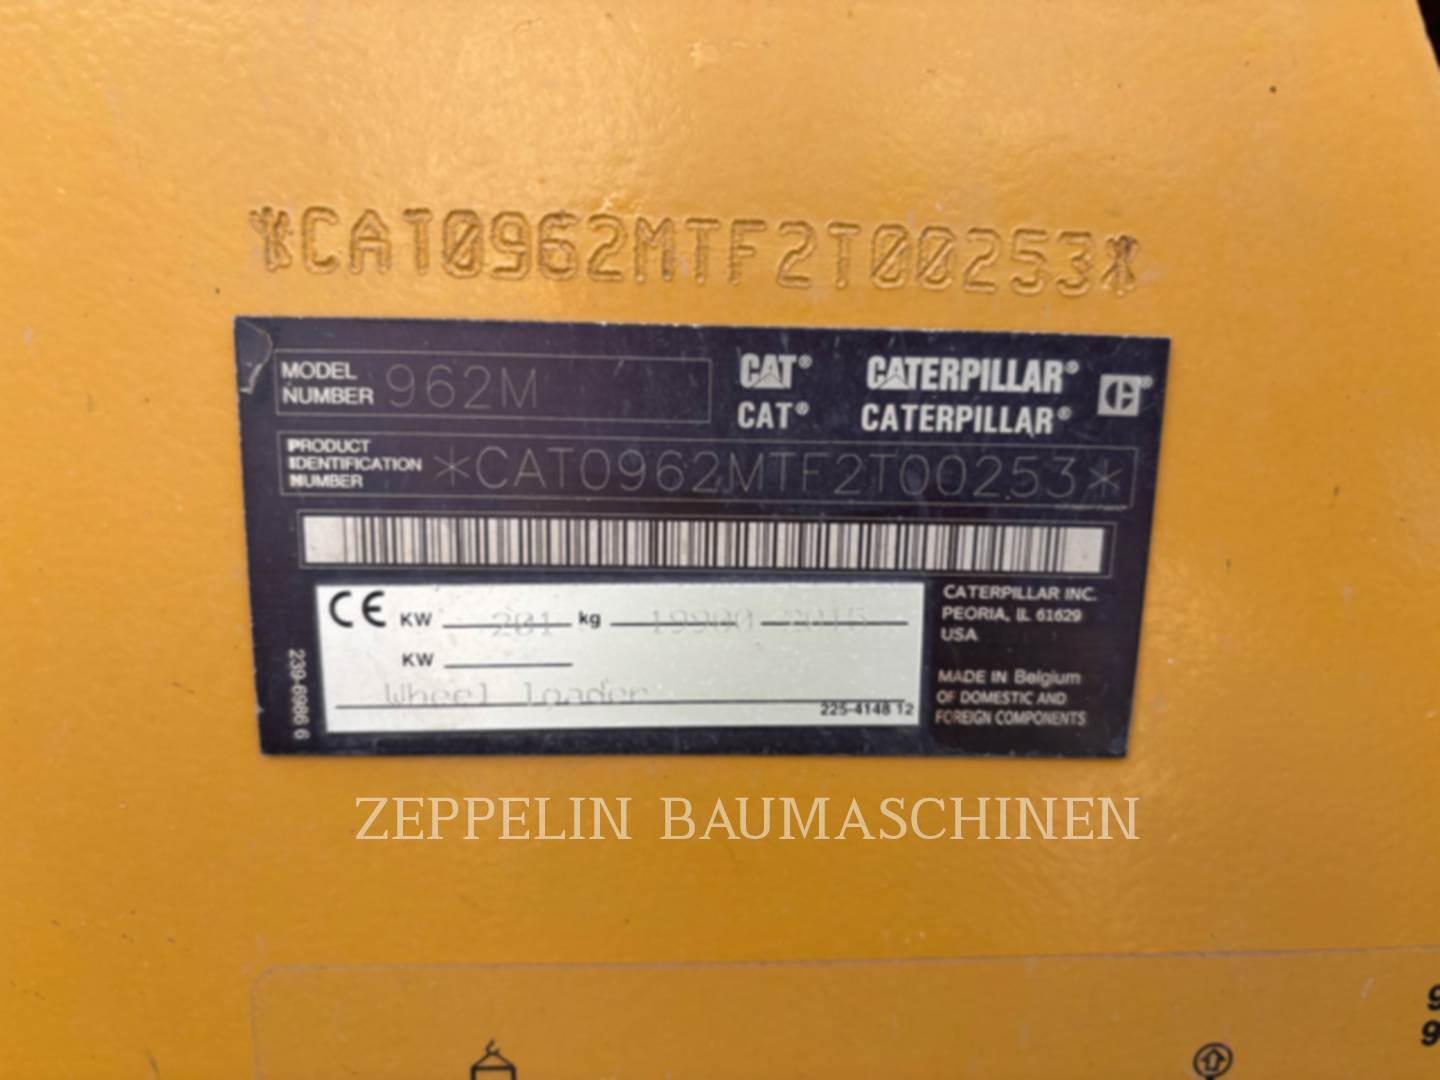 *CAT0962MTF2T00253*
MODEL NUMBER 962M
CAT® CATERPILLAR®
CAT® CATERPILLAR®
PRODUCT IDENTIFICATION NUMBER *CAT0962MTF2T00253*
CE KW 201 kg 19900 2015
KW
Wheel loader
225-4148 12
239-6986 6
CATERPILLAR INC.
PEORIA, IL 61629
USA
MADE IN Belgium
OF DOMESTIC AND
FOREIGN COMPONENTS
ZEPPELIN BAUMASCHINEN
9
9